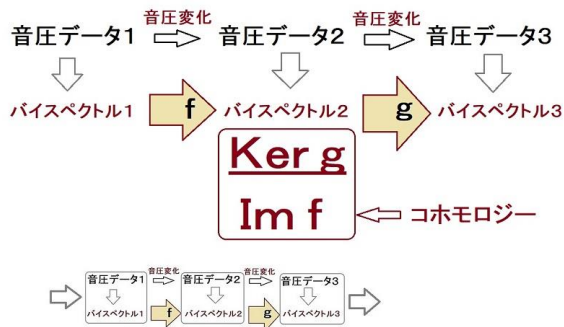 音圧変化 音圧変化
音圧データ1 音圧データ2 音圧データ3
バイスペクトル1 f バイスペクトル2 g バイスペクトル3
Ker g
Im f
コホモロジー
音圧変化 音圧変化
音圧データ1 音圧データ2 音圧データ3
バイスペクトル1 f バイスペクトル2 g バイスペクトル3